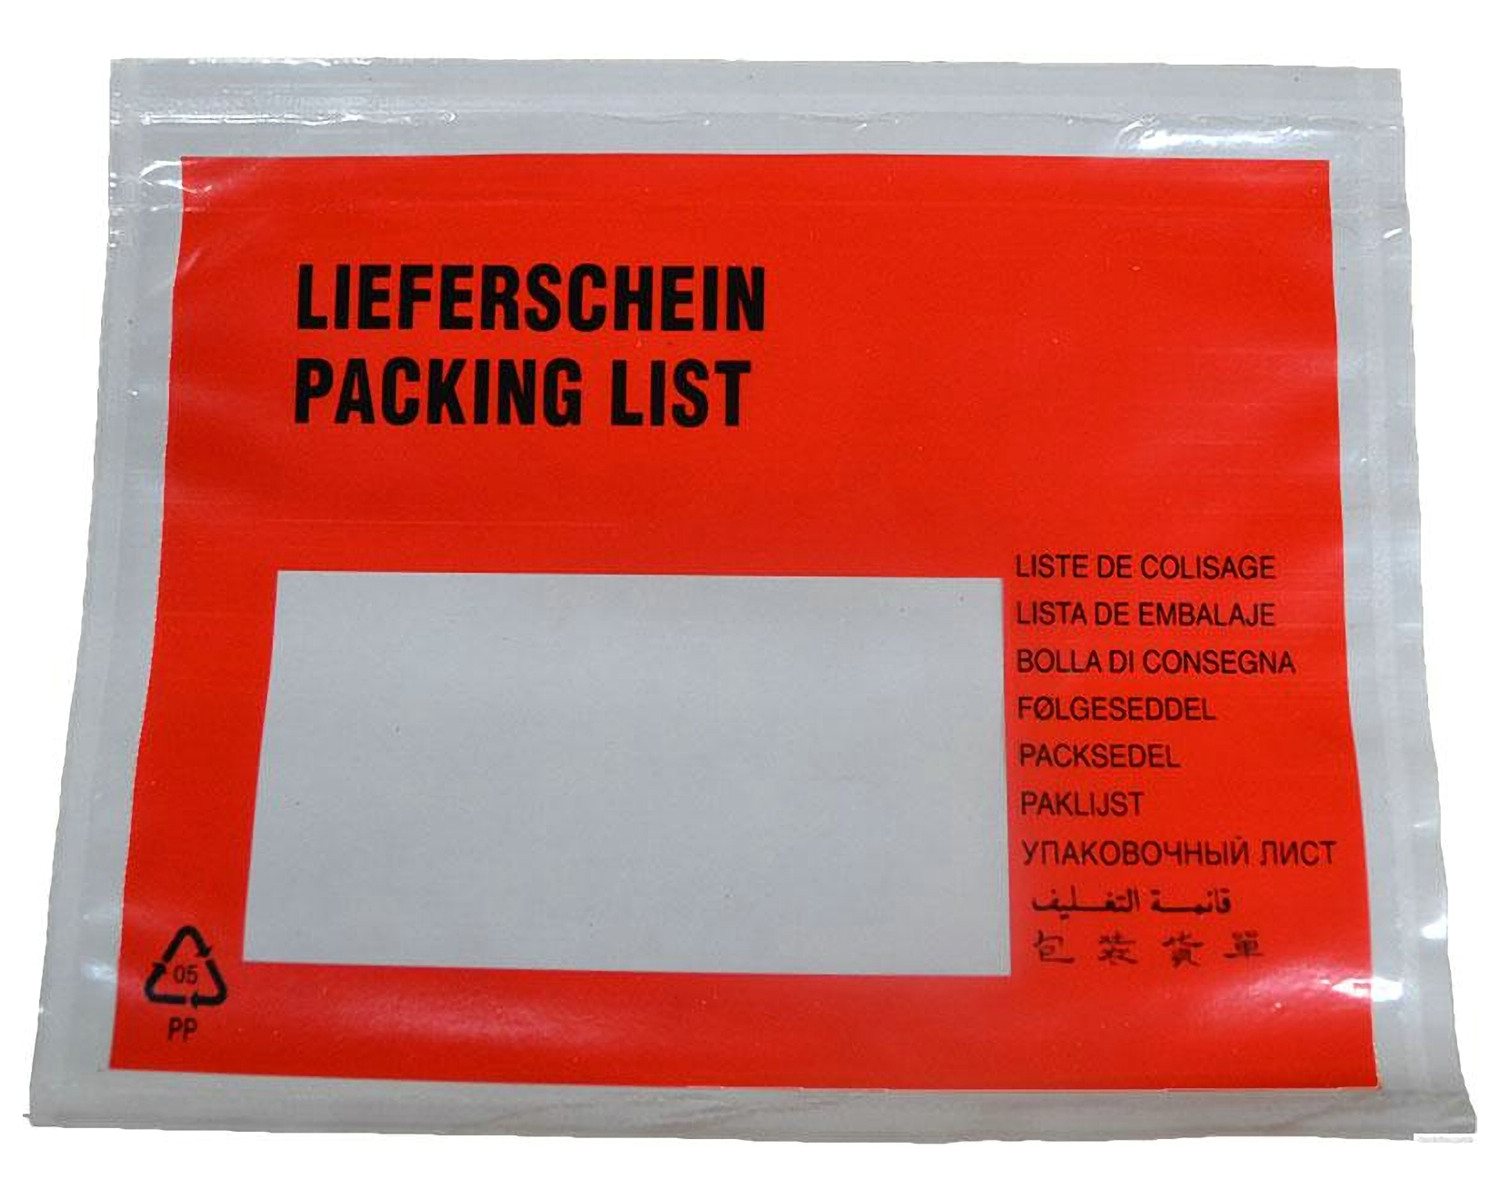 LIEFERSCHEIN
PACKING LIST
LISTE DE COLISAGE
LISTA DE EMBALAJE
BOLLA DI CONSEGNA
FØLGESEDDEL
PACKSEDEL
PAKLIJST
УПАКОВОЧНЫЙ ЛИСТ
قائمة التغليف
包裝貨單
05
PP